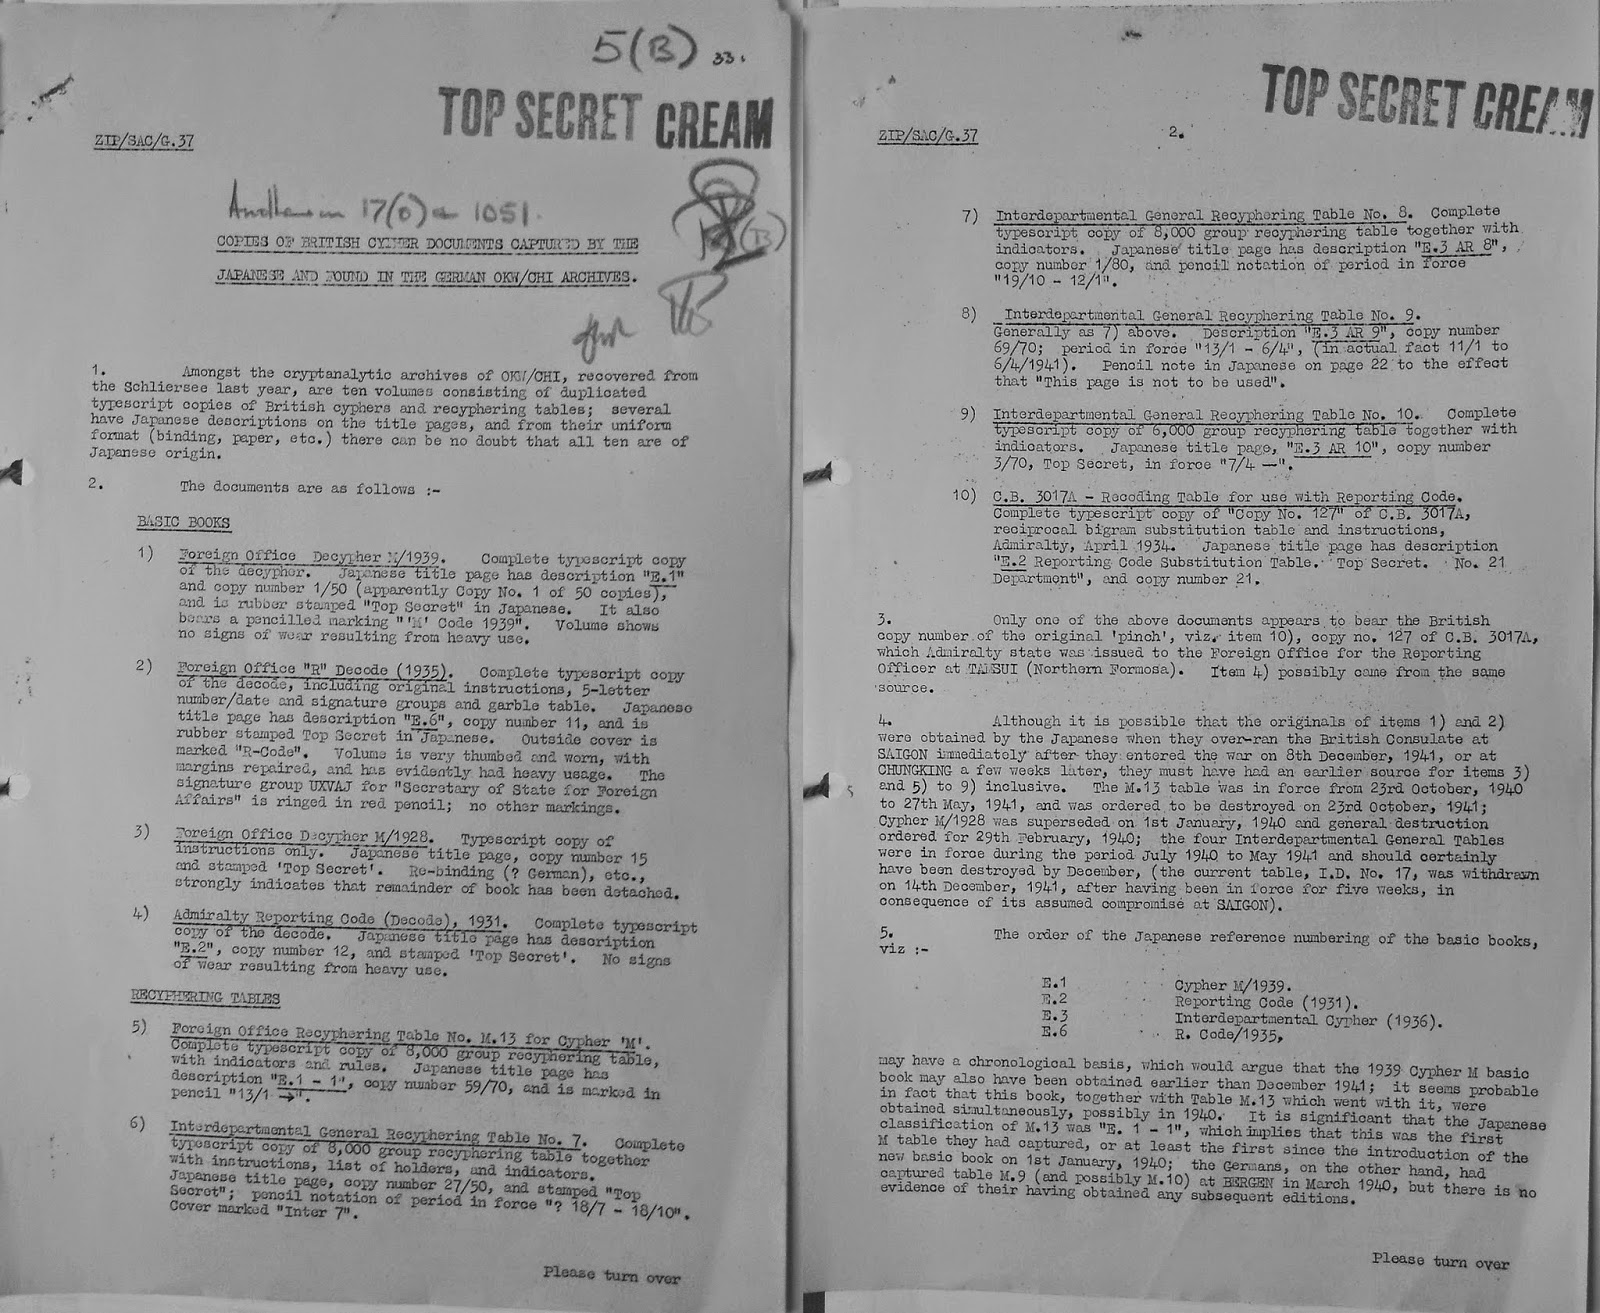 5(B) 33.
TOP SECRET CREAM
ZIP/SAC/G.37
17(0) 1051.
(B)
COPIES OF BRITISH CYPHER DOCUMENTS CAPTURED BY THE
JAPANESE AND FOUND IN THE GERMAN OKW/CHI ARCHIVES.
1. Amongst the cryptanalytic archives of OKW/CHI, recovered from
the Schliersee last year, are ten volumes consisting of duplicated
typescript copies of British cyphers and recyphering tables; several
have Japanese descriptions on the title pages, and from their uniform
format (binding, paper, etc.) there can be no doubt that all ten are of
Japanese origin.
2. The documents are as follows :-
BASIC BOOKS
1) Foreign Office Decypher M/1939. Complete typescript copy
of the decypher. Japanese title page has description "E.1"
and copy number 1/50 (apparently Copy No. 1 of 50 copies),
and is rubber stamped "Top Secret" in Japanese. It also
bears a pencilled marking "'M' Code 1939". Volume shows
no signs of wear resulting from heavy use.
2) Foreign Office "R" Decode (1935). Complete typescript copy
of the decode, including original instructions, 5-letter
number/date and signature groups and garble table. Japanese
title page has description "E.6", copy number 11, and is
rubber stamped Top Secret in Japanese. Outside cover is
marked "R-Code". Volume is very thumbed and worn, with
margins repaired, and has evidently had heavy usage. The
signature group UXVAJ for "Secretary of State for Foreign
Affairs" is ringed in red pencil; no other markings.
3) Foreign Office Decypher M/1928. Typescript copy of
instructions only. Japanese title page, copy number 15
and stamped 'Top Secret'. Re-binding (? German), etc.,
strongly indicates that remainder of book has been detached.
4) Admiralty Reporting Code (Decode), 1931. Complete typescript
copy of the decode. Japanese title page has description
"E.2", copy number 12, and stamped 'Top Secret'. No signs
of wear resulting from heavy use.
RECYPHERING TABLES
5) Foreign Office Recyphering Table No. M.13 for Cypher 'M'.
Complete typescript copy of 8,000 group recyphering table,
with indicators and rules. Japanese title page has
description "E.1 - 1", copy number 59/70, and is marked in
pencil "13/1 →".
6) Interdepartmental General Recyphering Table No. 7. Complete
typescript copy of 8,000 group recyphering table together
with instructions, list of holders, and indicators.
Japanese title page, copy number 27/50, and stamped "Top
Secret"; pencil notation of period in force "? 18/7 - 18/10".
Cover marked "Inter 7".
Please turn over
TOP SECRET CREAM
ZIP/SAC/G.37 2.
7) Interdepartmental General Recyphering Table No. 8. Complete
typescript copy of 8,000 group recyphering table together with
indicators. Japanese title page has description "E.3 AR 8",
copy number 1/80, and pencil notation of period in force
"19/10 - 12/1".
8) Interdepartmental General Recyphering Table No. 9.
Generally as 7) above. Description "E.3 AR 9", copy number
69/70; period in force "13/1 - 6/4", (in actual fact 11/1 to
6/4/1941). Pencil note in Japanese on page 22 to the effect
that "This page is not to be used".
9) Interdepartmental General Recyphering Table No. 10. Complete
typescript copy of 6,000 group recyphering table together with
indicators. Japanese title page, "E.3 AR 10", copy number
3/70, Top Secret, in force "7/4 —".
10) C.B. 3017A - Recoding Table for use with Reporting Code.
Complete typescript copy of "Copy No. 127" of C.B. 3017A,
reciprocal bigram substitution table and instructions,
Admiralty, April 1934. Japanese title page has description
"E.2 Reporting Code Substitution Table. Top Secret. No. 21
Department", and copy number 21.
3. Only one of the above documents appears to bear the British
copy number of the original 'pinch', viz. item 10), copy no. 127 of C.B. 3017A,
which Admiralty state was issued to the Foreign Office for the Reporting
Officer at TAMSUI (Northern Formosa). Item 4) possibly came from the same
source.
4. Although it is possible that the originals of items 1) and 2)
were obtained by the Japanese when they over-ran the British Consulate at
SAIGON immediately after they entered the war on 8th December, 1941, or at
CHUNGKING a few weeks later, they must have had an earlier source for items 3)
and 5) to 9) inclusive. The M.13 table was in force from 23rd October, 1940
to 27th May, 1941, and was ordered to be destroyed on 23rd October, 1941;
Cypher M/1928 was superseded on 1st January, 1940 and general destruction
ordered for 29th February, 1940; the four Interdepartmental General Tables
were in force during the period July 1940 to May 1941 and should certainly
have been destroyed by December, (the current table, I.D. No. 17, was withdrawn
on 14th December, 1941, after having been in force for five weeks, in
consequence of its assumed compromise at SAIGON).
5. The order of the Japanese reference numbering of the basic books,
viz :-
E.1 Cypher M/1939.
E.2 Reporting Code (1931).
E.3 Interdepartmental Cypher (1936).
E.6 R. Code/1935,
may have a chronological basis, which would argue that the 1939 Cypher M basic
book may also have been obtained earlier than December 1941; it seems probable
in fact that this book, together with Table M.13 which went with it, were
obtained simultaneously, possibly in 1940. It is significant that the Japanese
classification of M.13 was "E. 1 - 1", which implies that this was the first
M table they had captured, or at least the first since the introduction of the
new basic book on 1st January, 1940; the Germans, on the other hand, had
captured table M.9 (and possibly M.10) at BERGEN in March 1940, but there is no
evidence of their having obtained any subsequent editions.
Please turn over